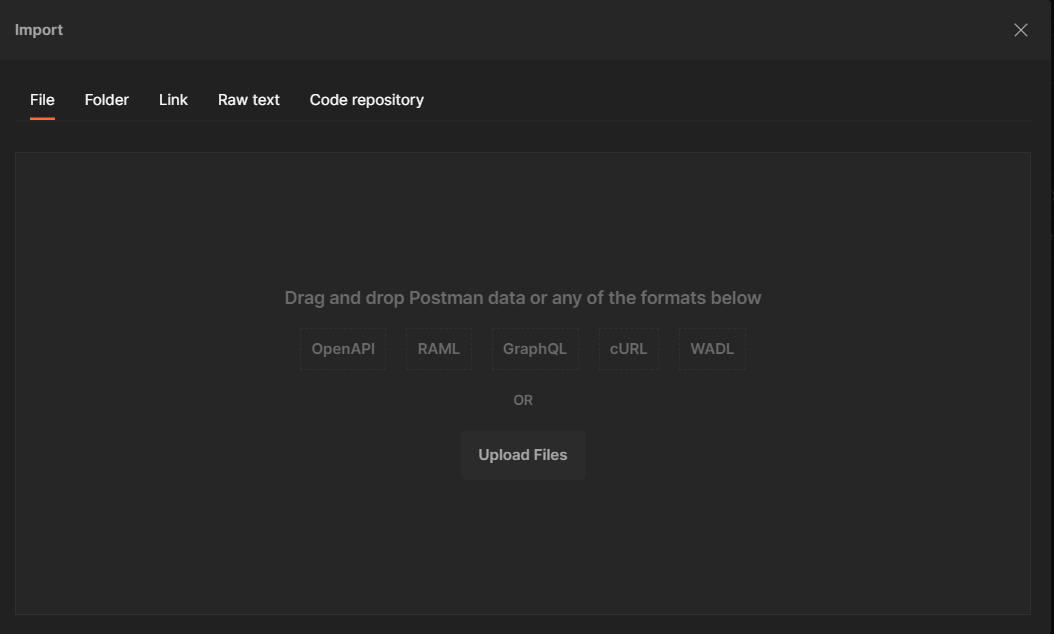 Import
File Folder Link Raw text Code repository
Drag and drop Postman data or any of the formats below
OpenAPI RAML GraphQL cURL WADL
OR
Upload Files